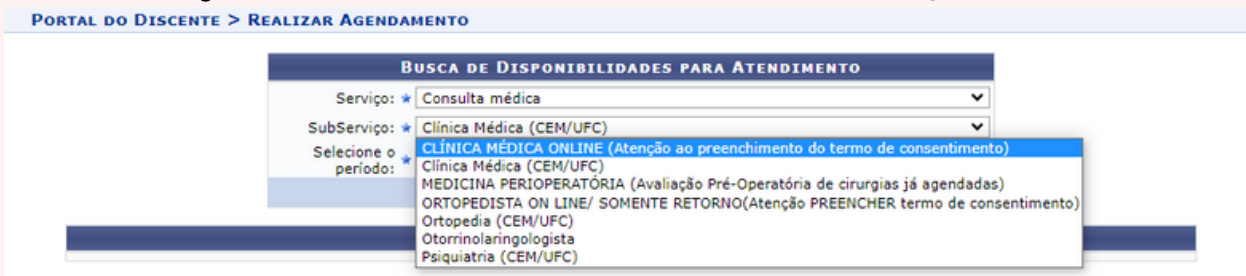 PORTAL DO DISCENTE > REALIZAR AGENDAMENTO
BUSCA DE DISPONIBILIDADES PARA ATENDIMENTO
Serviço: ★ Consulta médica
SubServiço: ★ Clínica Médica (CEM/UFC)
Selecione o período: ★
CLÍNICA MÉDICA ONLINE (Atenção ao preenchimento do termo de consentimento)
Clínica Médica (CEM/UFC)
MEDICINA PERIOPERATÓRIA (Avaliação Pré-Operatória de cirurgias já agendadas)
ORTOPEDISTA ON LINE/ SOMENTE RETORNO(Atenção PREENCHER termo de consentimento)
Ortopedia (CEM/UFC)
Otorrinolaringologista
Psiquiatria (CEM/UFC)